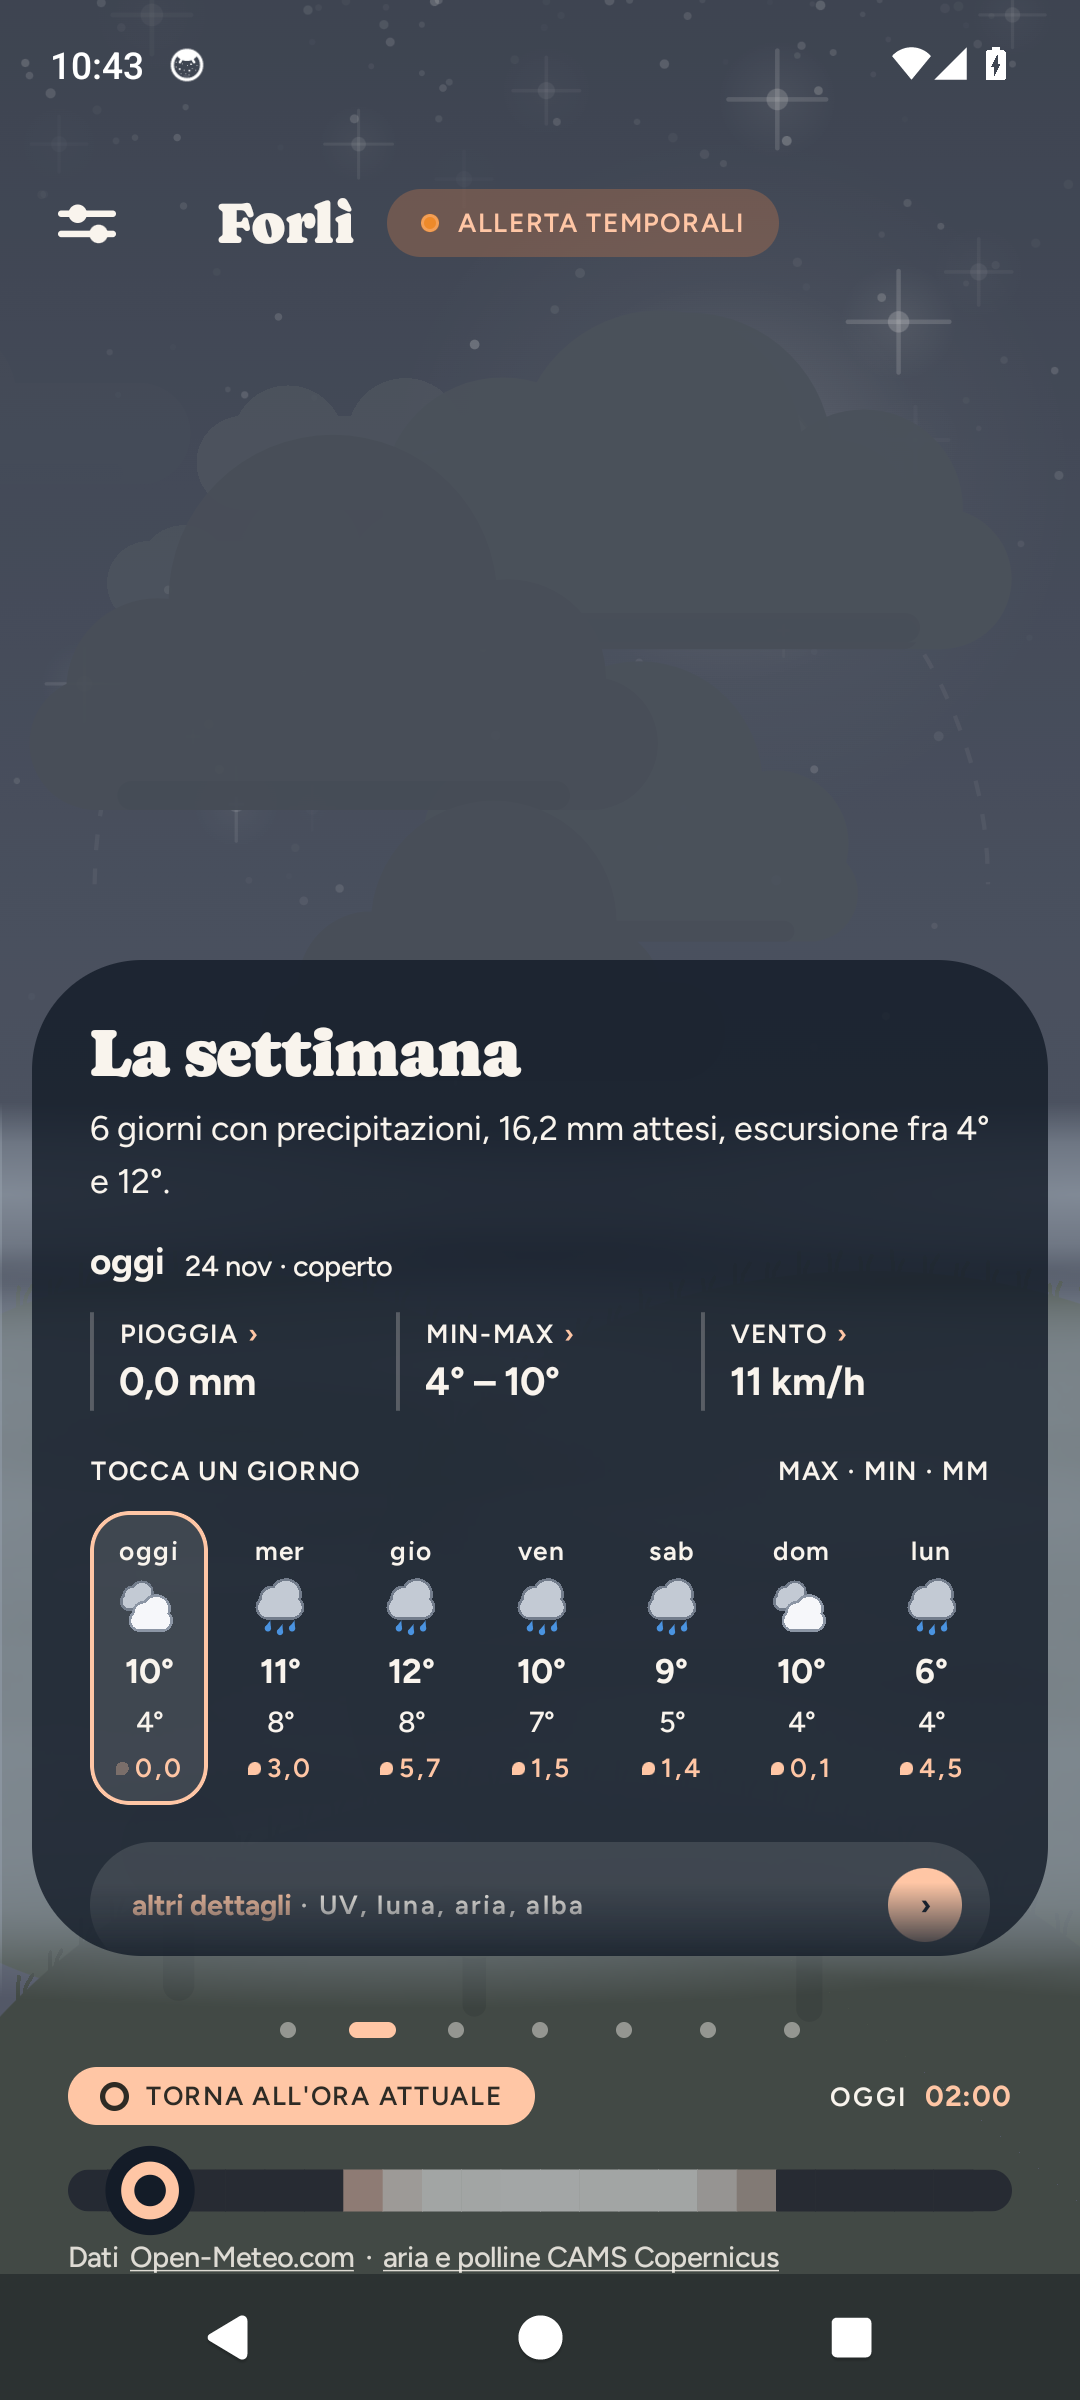 10:43
Forlì
ALLERTA TEMPORALI
La settimana
6 giorni con precipitazioni, 16,2 mm attesi, escursione fra 4°
e 12°.
oggi 24 nov · coperto
PIOGGIA › MIN-MAX › VENTO ›
0,0 mm 4° – 10° 11 km/h
TOCCA UN GIORNO MAX · MIN · MM
oggi mer gio ven sab dom lun
10° 11° 12° 10° 9° 10° 6°
4° 8° 8° 7° 5° 4° 4°
0,0 3,0 5,7 1,5 1,4 0,1 4,5
altri dettagli · UV, luna, aria, alba ›
TORNA ALL'ORA ATTUALE OGGI 02:00
Dati Open-Meteo.com · aria e polline CAMS Copernicus